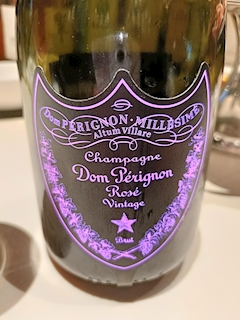 Dom PÉRIGNON · MILLÉSIME
Altum Villare
Champagne
Dom Pérignon
Rosé
Vintage
Brut